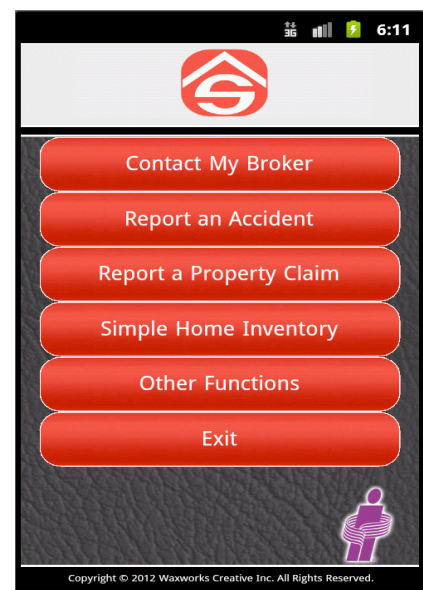 3G 6:11
Contact My Broker
Report an Accident
Report a Property Claim
Simple Home Inventory
Other Functions
Exit
Copyright © 2012 Waxworks Creative Inc. All Rights Reserved.